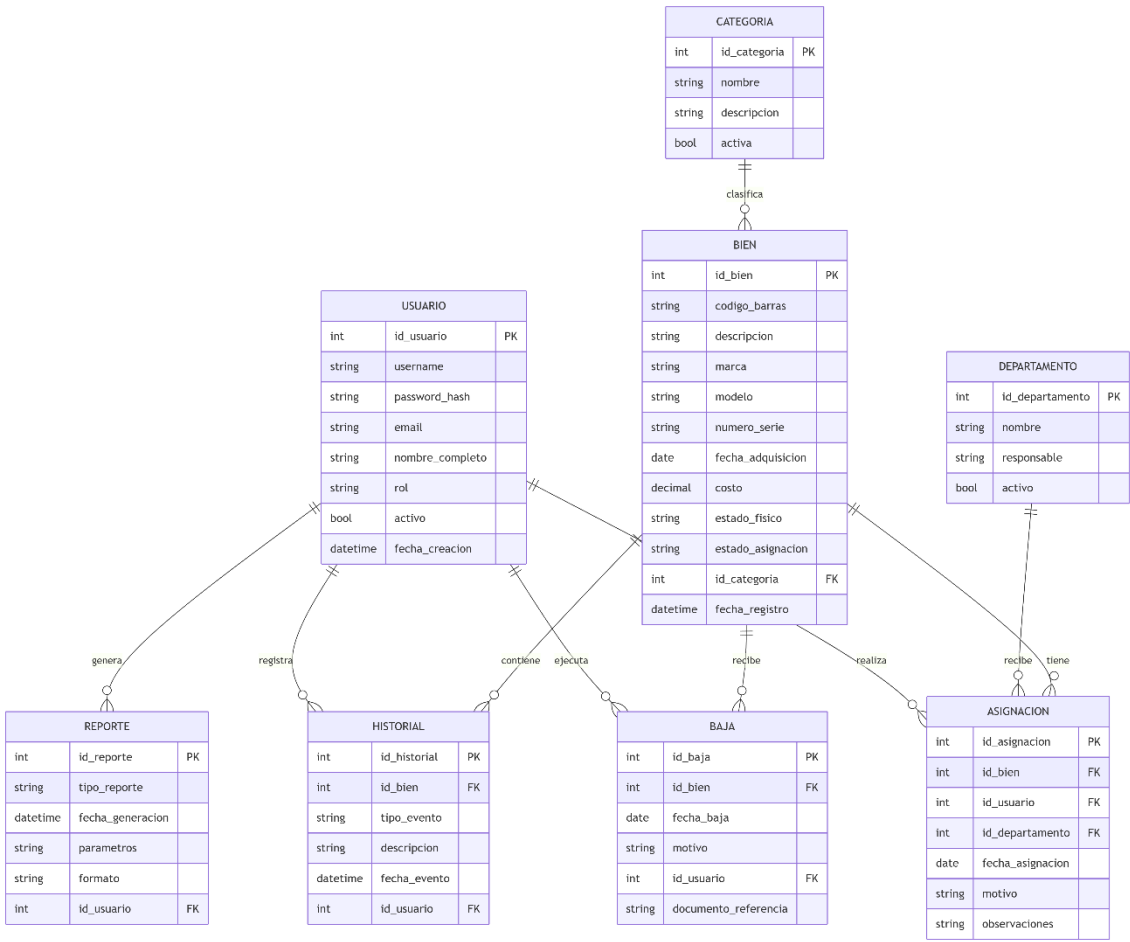 CATEGORIA
int id_categoria PK
string nombre
string descripcion
bool activa
clasifica
BIEN
int id_bien PK
string codigo_barras
string descripcion
string marca
string modelo
string numero_serie
date fecha_adquisicion
decimal costo
string estado_fisico
string estado_asignacion
int id_categoria FK
datetime fecha_registro
USUARIO
int id_usuario PK
string username
string password_hash
string email
string nombre_completo
string rol
bool activo
datetime fecha_creacion
DEPARTAMENTO
int id_departamento PK
string nombre
string responsable
bool activo
genera
registra
contiene
ejecuta
recibe
realiza
recibe
tiene
REPORTE
int id_reporte PK
string tipo_reporte
datetime fecha_generacion
string parametros
string formato
int id_usuario FK
HISTORIAL
int id_historial PK
int id_bien FK
string tipo_evento
string descripcion
datetime fecha_evento
int id_usuario FK
BAJA
int id_baja PK
int id_bien FK
date fecha_baja
string motivo
int id_usuario FK
string documento_referencia
ASIGNACION
int id_asignacion PK
int id_bien FK
int id_usuario FK
int id_departamento FK
date fecha_asignacion
string motivo
string observaciones